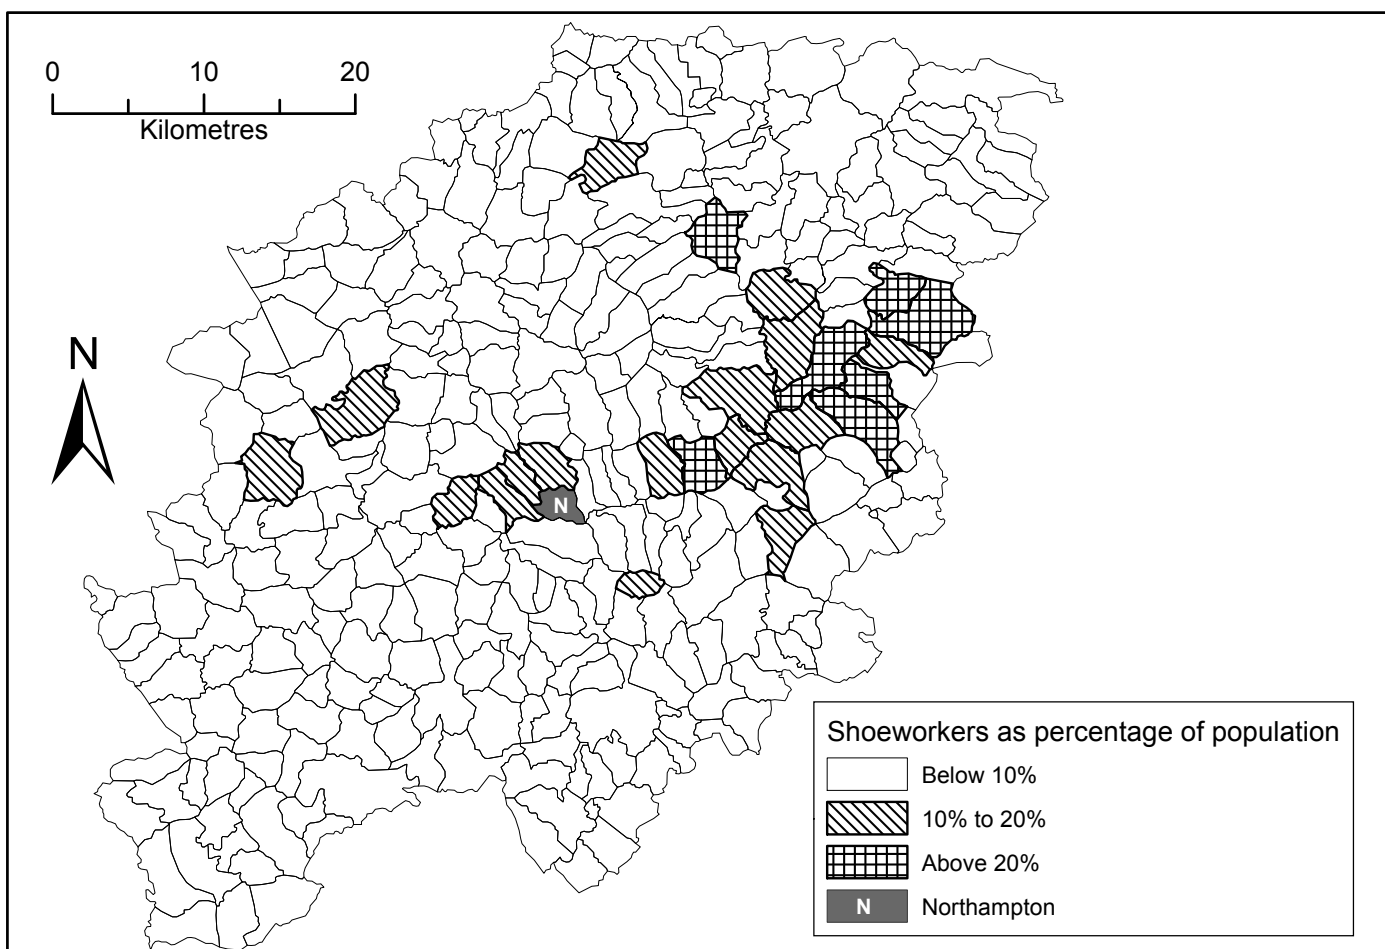 0 10 20
Kilometres
N
N
Shoeworkers as percentage of population
Below 10%
10% to 20%
Above 20%
N Northampton